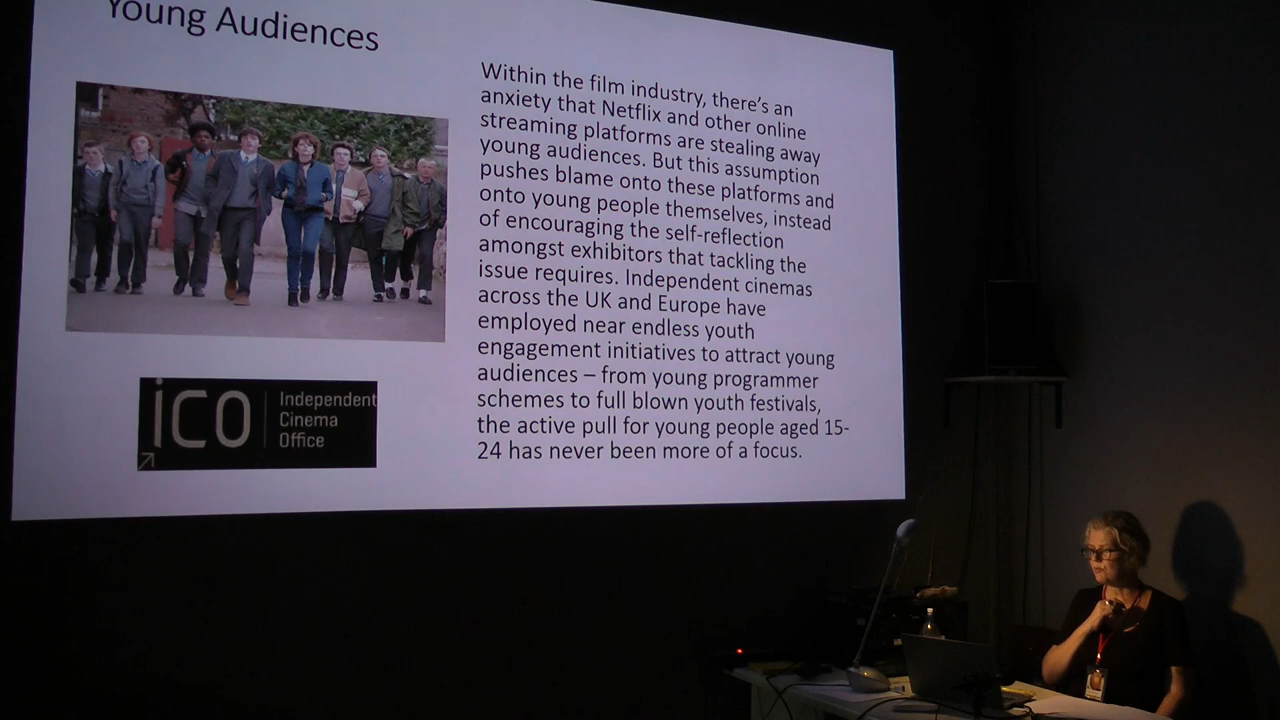 Young Audiences
Within the film industry, there's an
anxiety that Netflix and other online
streaming platforms are stealing away
young audiences. But this assumption
pushes blame onto these platforms and
onto young people themselves, instead
of encouraging the self-reflection
amongst exhibitors that tackling the
issue requires. Independent cinemas
across the UK and Europe have
employed near endless youth
engagement initiatives to attract young
audiences – from young programmer
schemes to full blown youth festivals,
the active pull for young people aged 15-
24 has never been more of a focus.
ico
Independent
Cinema
Office